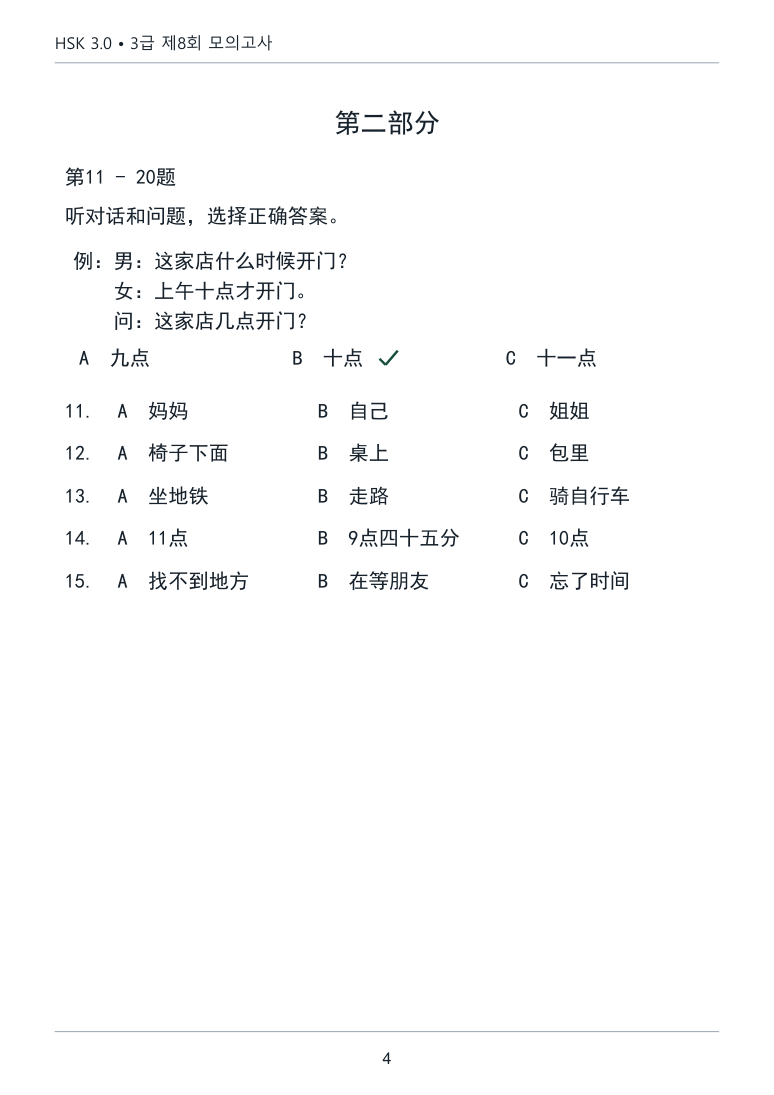 HSK 3.0 • 3급 제8회 모의고사
第二部分
第11 - 20题
听对话和问题，选择正确答案。
例：男：这家店什么时候开门？
女：上午十点才开门。
问：这家店几点开门？
A 九点 B 十点 ✓ C 十一点
11. A 妈妈 B 自己 C 姐姐
12. A 椅子下面 B 桌上 C 包里
13. A 坐地铁 B 走路 C 骑自行车
14. A 11点 B 9点四十五分 C 10点
15. A 找不到地方 B 在等朋友 C 忘了时间
4